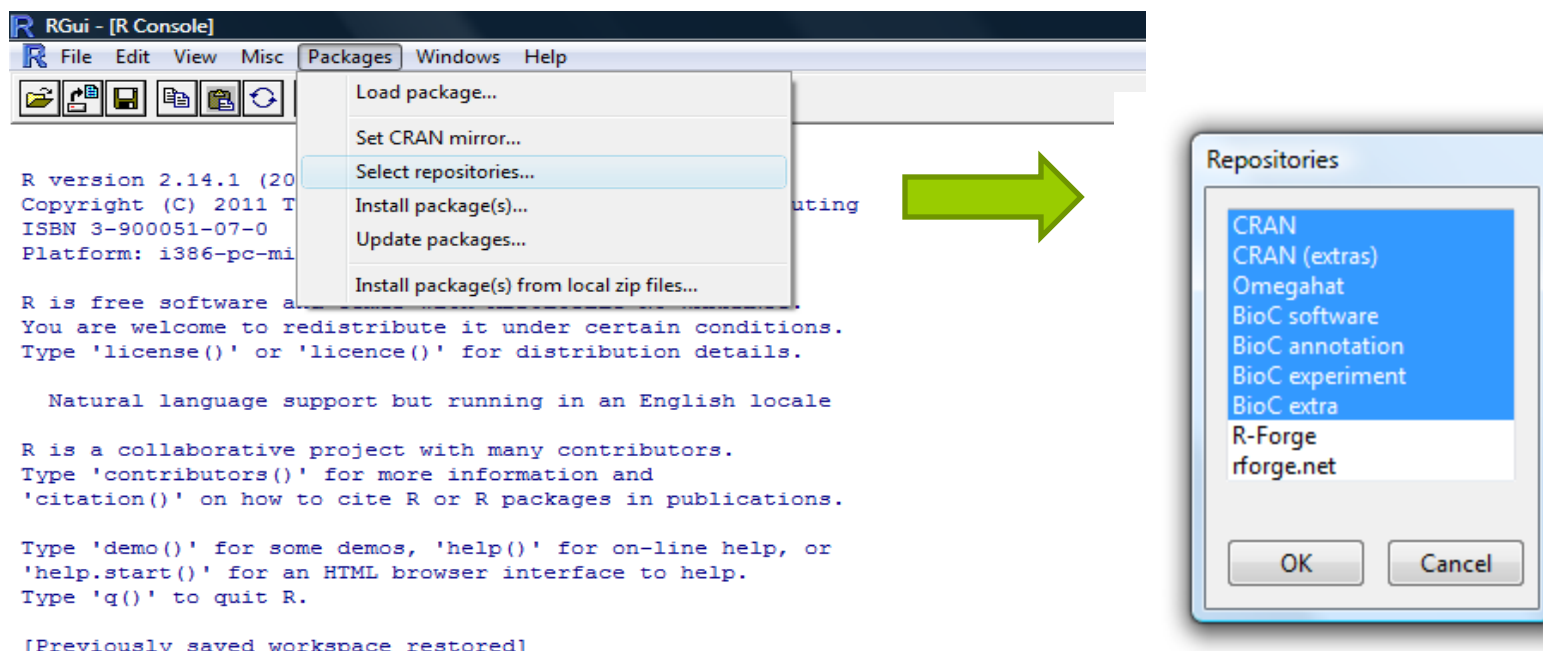 RGui - [R Console]
File Edit View Misc Packages Windows Help
Load package...
Set CRAN mirror...
Select repositories...
Install package(s)...
Update packages...
Install package(s) from local zip files...
R version 2.14.1 (20
Copyright (C) 2011 T uting
ISBN 3-900051-07-0
Platform: i386-pc-mi
R is free software
You are welcome to redistribute it under certain conditions.
Type 'license()' or 'licence()' for distribution details.
Natural language support but running in an English locale
R is a collaborative project with many contributors.
Type 'contributors()' for more information and
'citation()' on how to cite R or R packages in publications.
Type 'demo()' for some demos, 'help()' for on-line help, or
'help.start()' for an HTML browser interface to help.
Type 'q()' to quit R.
[Previously saved workspace restored]
Repositories
CRAN
CRAN (extras)
Omegahat
BioC software
BioC annotation
BioC experiment
BioC extra
R-Forge
rforge.net
OK Cancel